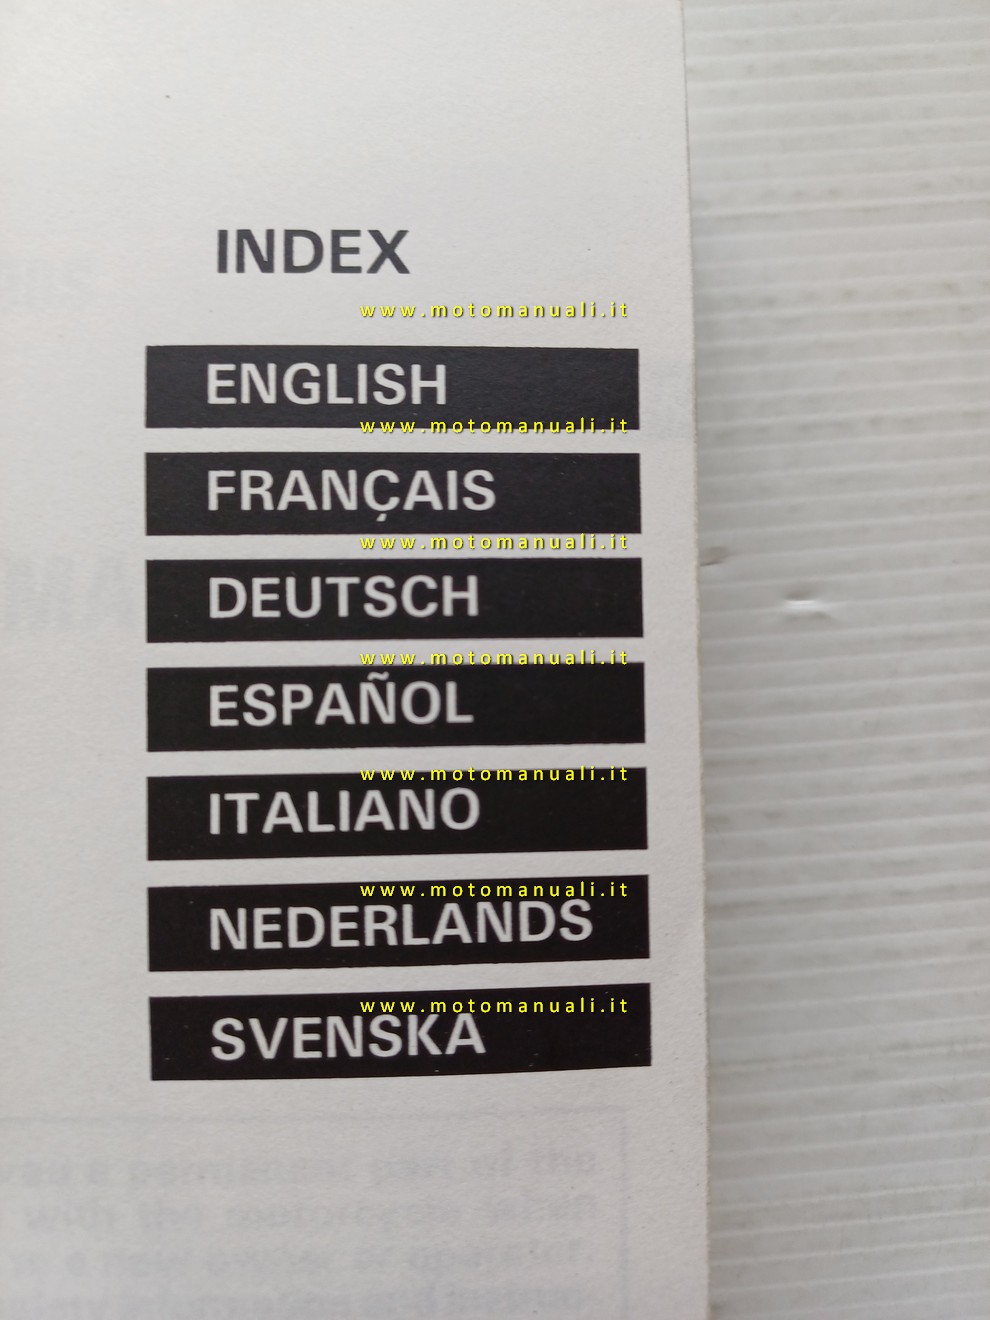 INDEX
www.motomanuali.it
ENGLISH
www.motomanuali.it
FRANÇAIS
www.motomanuali.it
DEUTSCH
www.motomanuali.it
ESPAÑOL
www.motomanuali.it
ITALIANO
www.motomanuali.it
NEDERLANDS
www.motomanuali.it
SVENSKA